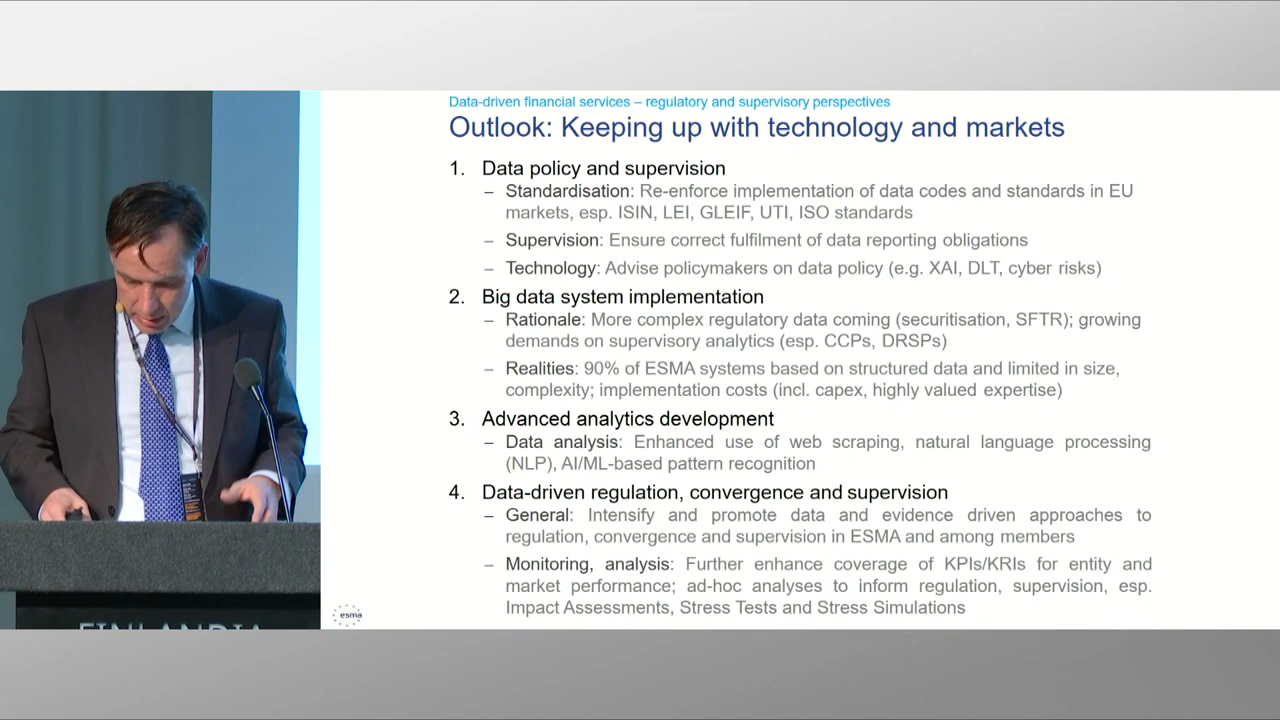 Data-driven financial services – regulatory and supervisory perspectives
Outlook: Keeping up with technology and markets
1. Data policy and supervision
– Standardisation: Re-enforce implementation of data codes and standards in EU
markets, esp. ISIN, LEI, GLEIF, UTI, ISO standards
– Supervision: Ensure correct fulfilment of data reporting obligations
– Technology: Advise policymakers on data policy (e.g. XAI, DLT, cyber risks)
2. Big data system implementation
– Rationale: More complex regulatory data coming (securitisation, SFTR); growing
demands on supervisory analytics (esp. CCPs, DRSPs)
– Realities: 90% of ESMA systems based on structured data and limited in size,
complexity; implementation costs (incl. capex, highly valued expertise)
3. Advanced analytics development
– Data analysis: Enhanced use of web scraping, natural language processing
(NLP), AI/ML-based pattern recognition
4. Data-driven regulation, convergence and supervision
– General: Intensify and promote data and evidence driven approaches to
regulation, convergence and supervision in ESMA and among members
– Monitoring, analysis: Further enhance coverage of KPIs/KRIs for entity and
market performance; ad-hoc analyses to inform regulation, supervision, esp.
Impact Assessments, Stress Tests and Stress Simulations
esma
FINLANDIA